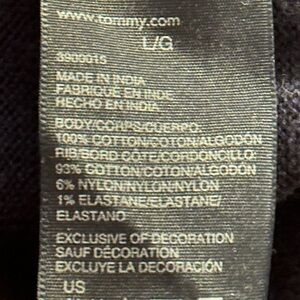 www.tommy.com
L/G
3900015
MADE IN INDIA
FABRIQUÉ EN INDE
HECHO EN INDIA
BODY/CORPS/CUERPO:
100% COTTON/COTON/ALGODON
RIB/BORD COTE/CORDONCILLO:
93% COTTON/COTON/ALGODON
6% NYLON/NYLON/NYLON
1% ELASTANE/ELASTANE/
ELASTANO
EXCLUSIVE OF DECORATION
SAUF DÉCORATION
EXCLUYE LA DECORACIÓN
US